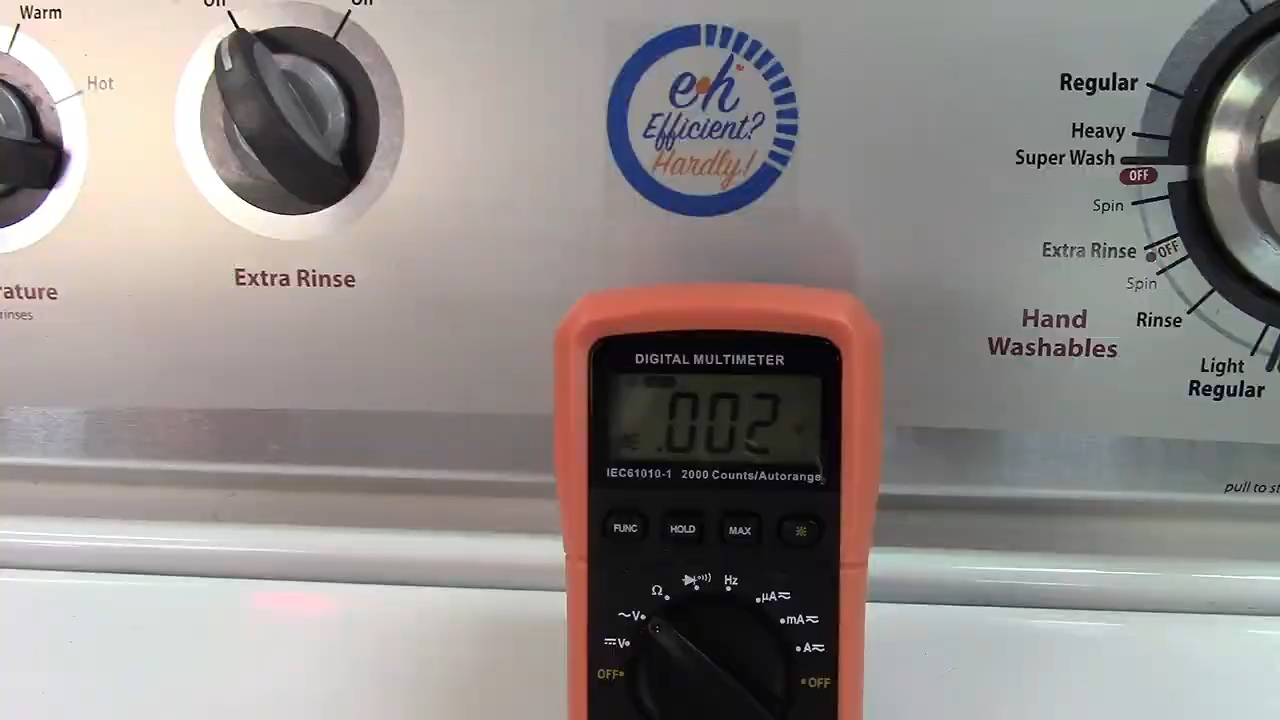 Warm
Hot
rature
rinses
Off
On
Extra Rinse
eh
Efficient?
Hardly!
Regular
Heavy
Super Wash
OFF
Spin
Extra Rinse
OFF
Spin
Rinse
Light
Regular
Hand
Washables
pull to st
DIGITAL MULTIMETER
.002
IEC61010-1 2000 Counts/Autorange
FUNC
HOLD
MAX
Hz
Ω
µA
~V
mA
V
A
OFF
OFF